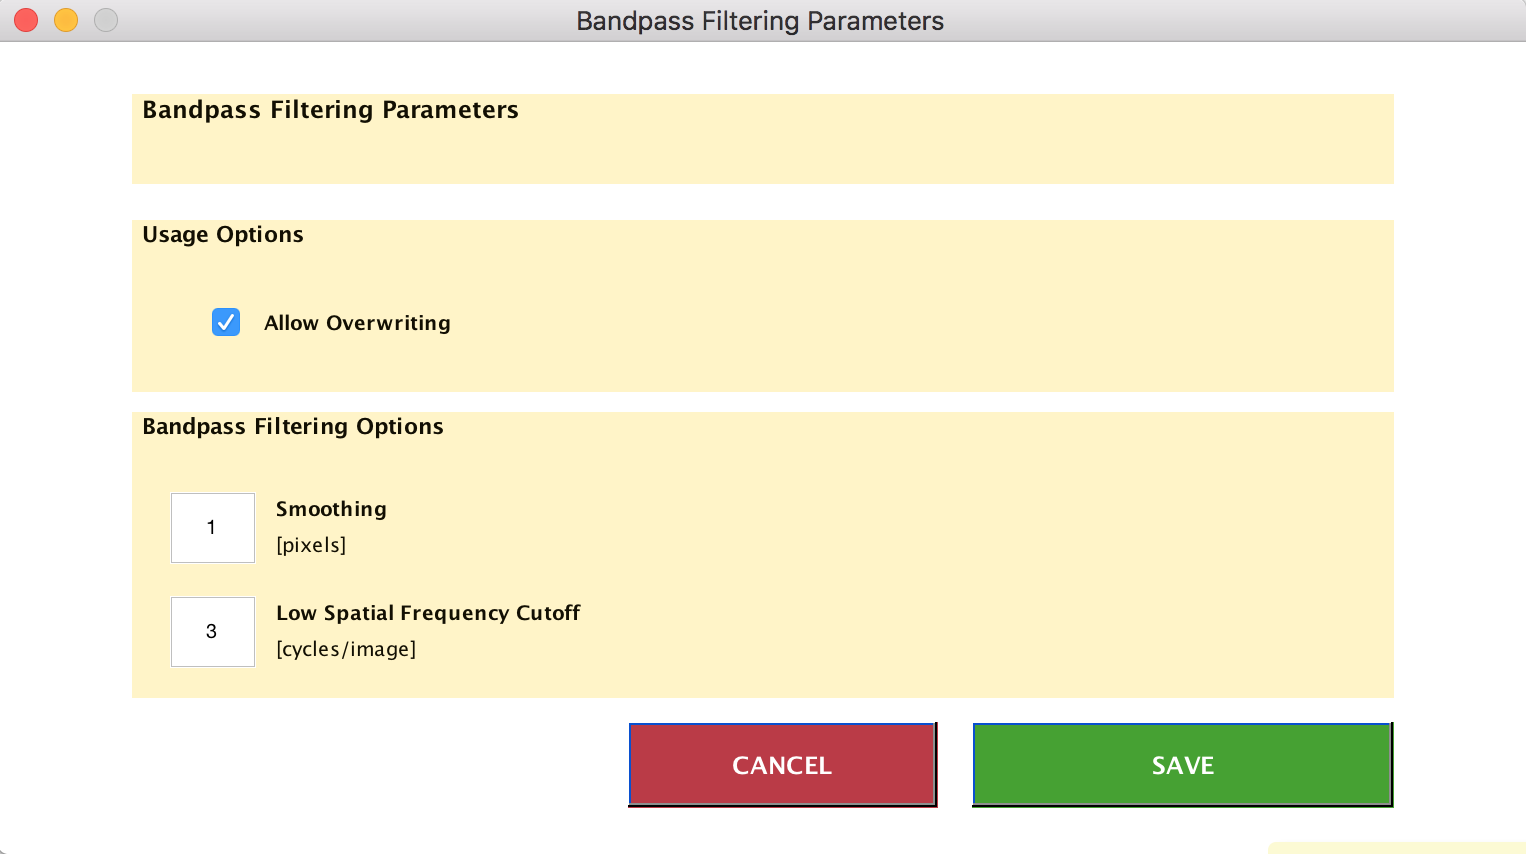 Bandpass Filtering Parameters
Bandpass Filtering Parameters
Usage Options
Allow Overwriting
Bandpass Filtering Options
1
Smoothing
[pixels]
3
Low Spatial Frequency Cutoff
[cycles/image]
CANCEL
SAVE